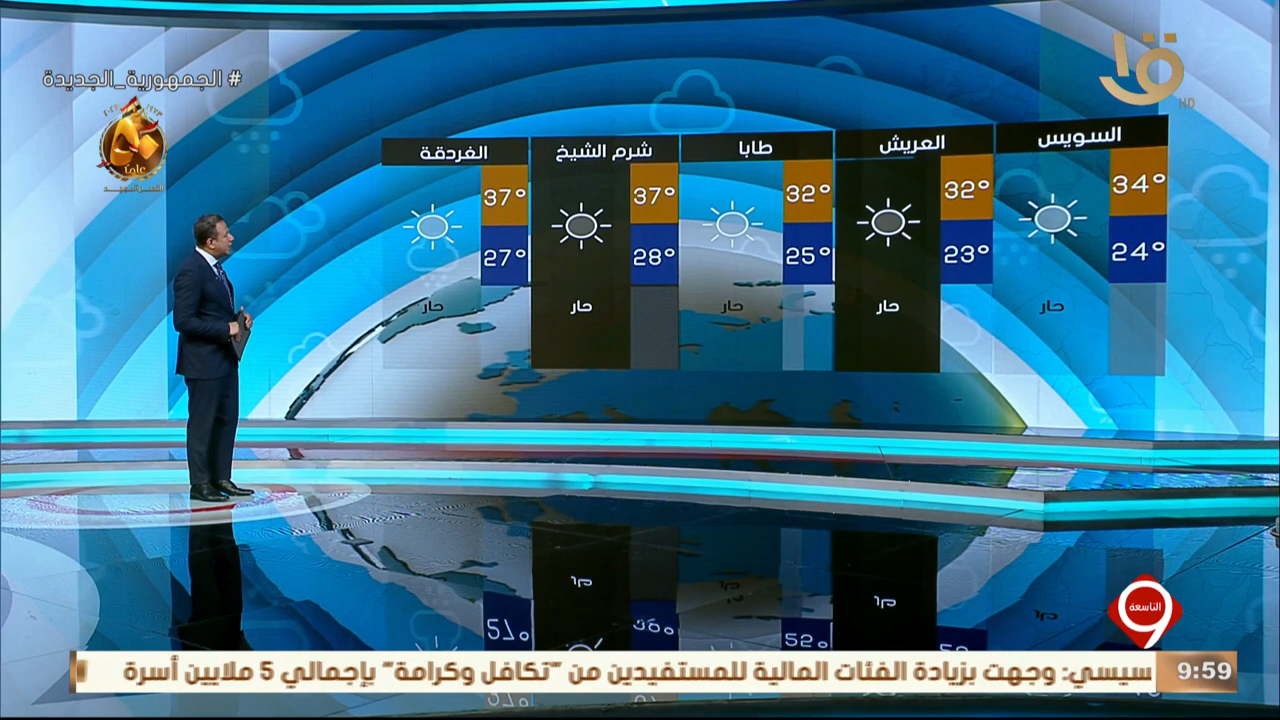 # الجمهورية_الجديدة
HD
السويس
34°
24°
حار
العريش
32°
23°
حار
طابا
32°
25°
حار
شرم الشيخ
37°
28°
حار
الغردقة
37°
27°
حار
التاسعة
9
9:59
سيسي: وجهت بزيادة الفئات المالية للمستفيدين من "تكافل وكرامة" بإجمالي 5 ملايين أسرة